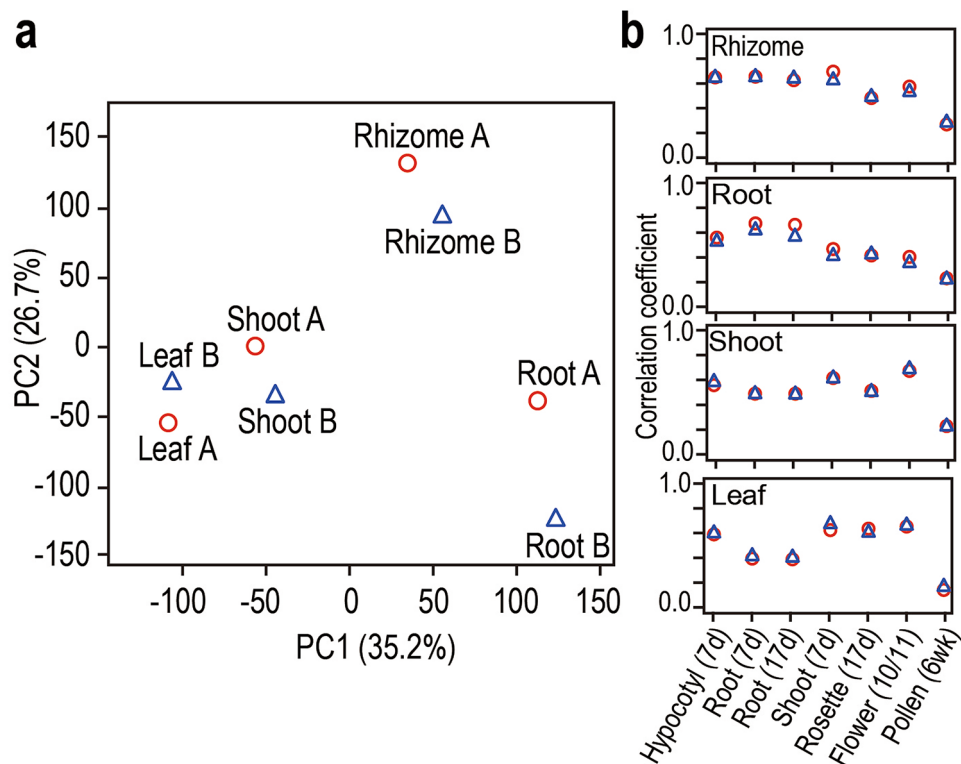 a
PC2 (26.7%)
150
100
50
0
-50
-100
-150
Rhizome A
Rhizome B
Shoot A
Leaf B
Shoot B
Leaf A
Root A
Root B
-100 -50 0 50 100 150
PC1 (35.2%)
b
Correlation coefficient
1.0
Rhizome
0.0
1.0
Root
0.0
1.0
Shoot
0.0
1.0
Leaf
0.0
Hypocotyl (7d)
Root (7d)
Root (17d)
Shoot (7d)
Rosette (17d)
Flower (10/11)
Pollen (6wk)